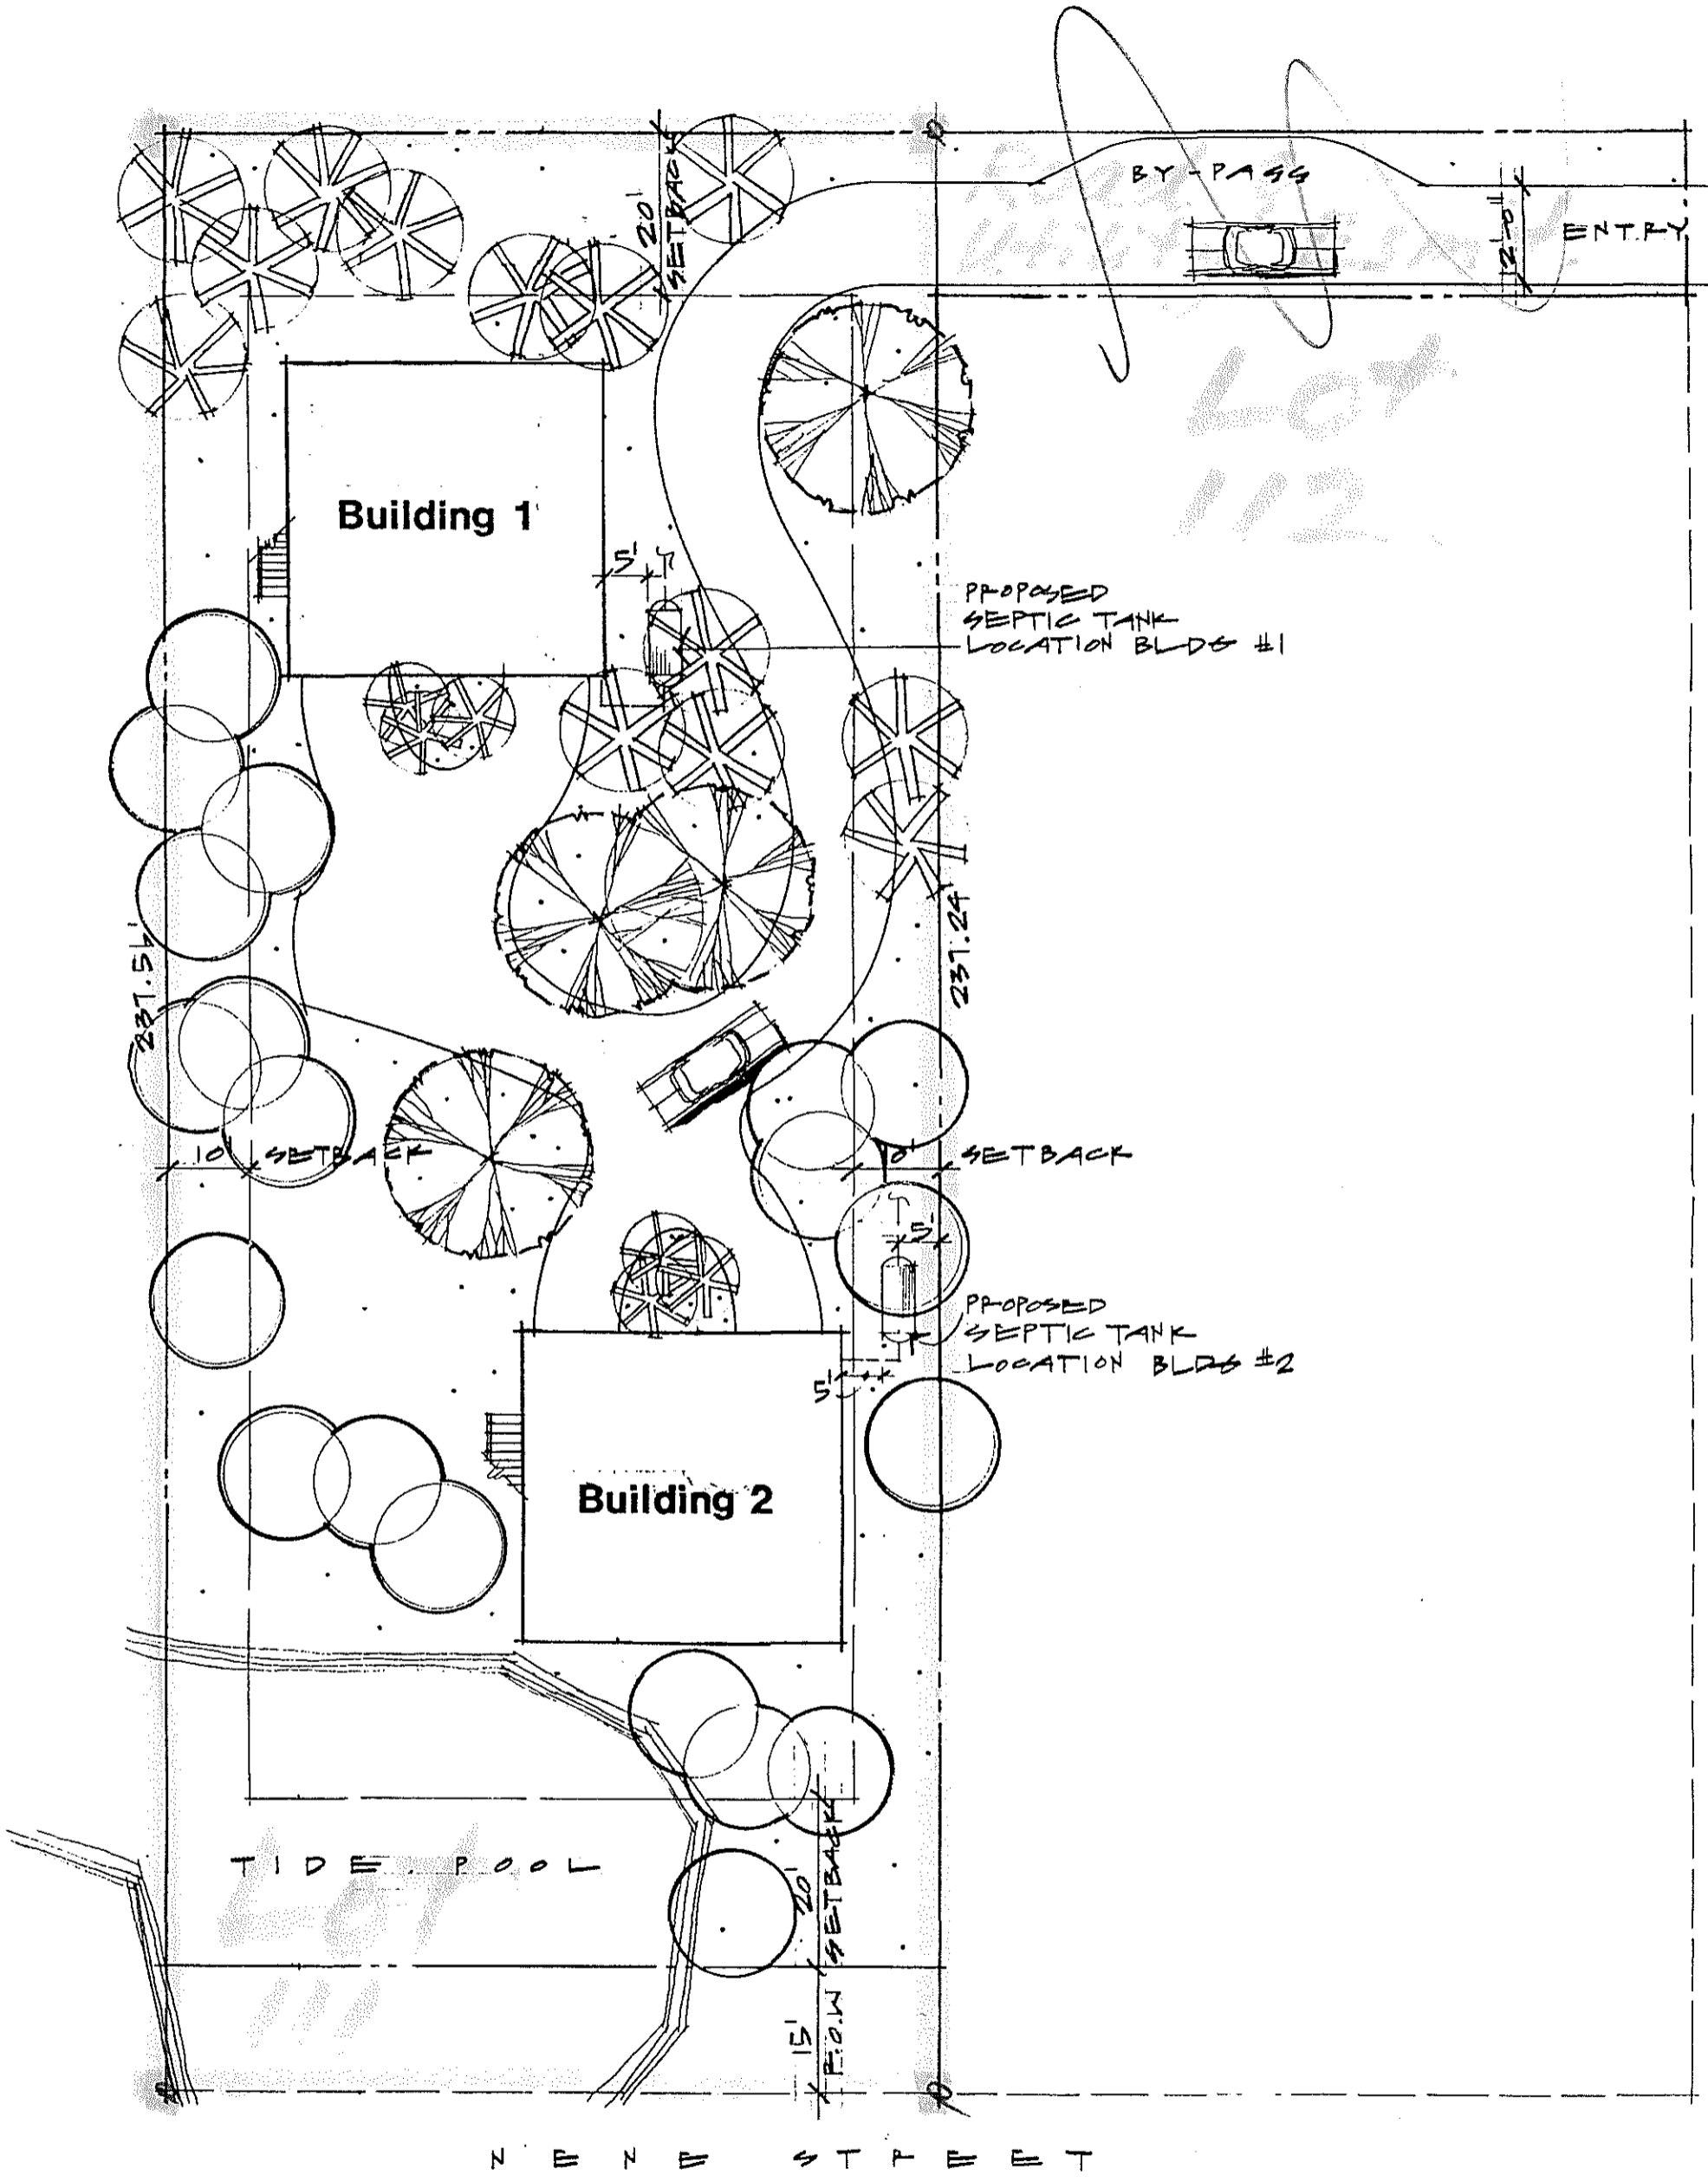 BY-PASS
ENTRY
12'-0"
20'
SETBACK
LOT
112
Building 1
5'
PROPOSED
SEPTIC TANK
LOCATION BLDG #1
237.56'
237.24'
10' SETBACK
10' SETBACK
5'
PROPOSED
SEPTIC TANK
LOCATION BLDG #2
5'
Building 2
TIDE POOL
LOT
111
20'
SETBACK
15'
R.O.W
NENE STREET